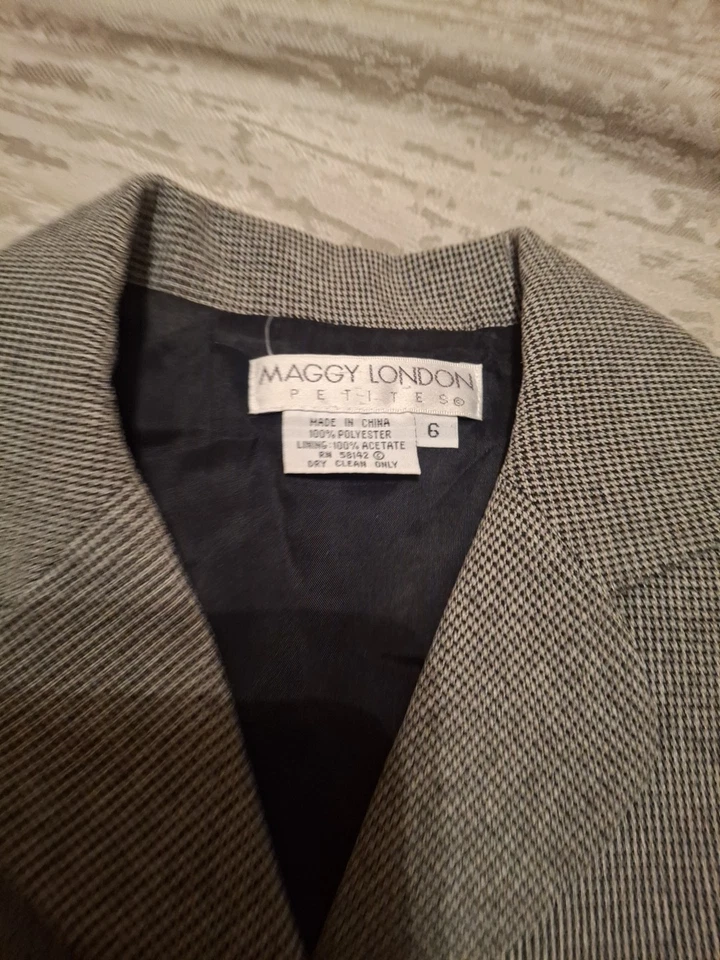 MAGGY LONDON
PETITES©
MADE IN CHINA
100% POLYESTER
LINING: 100% ACETATE
RN 58142 ©
DRY CLEAN ONLY
6